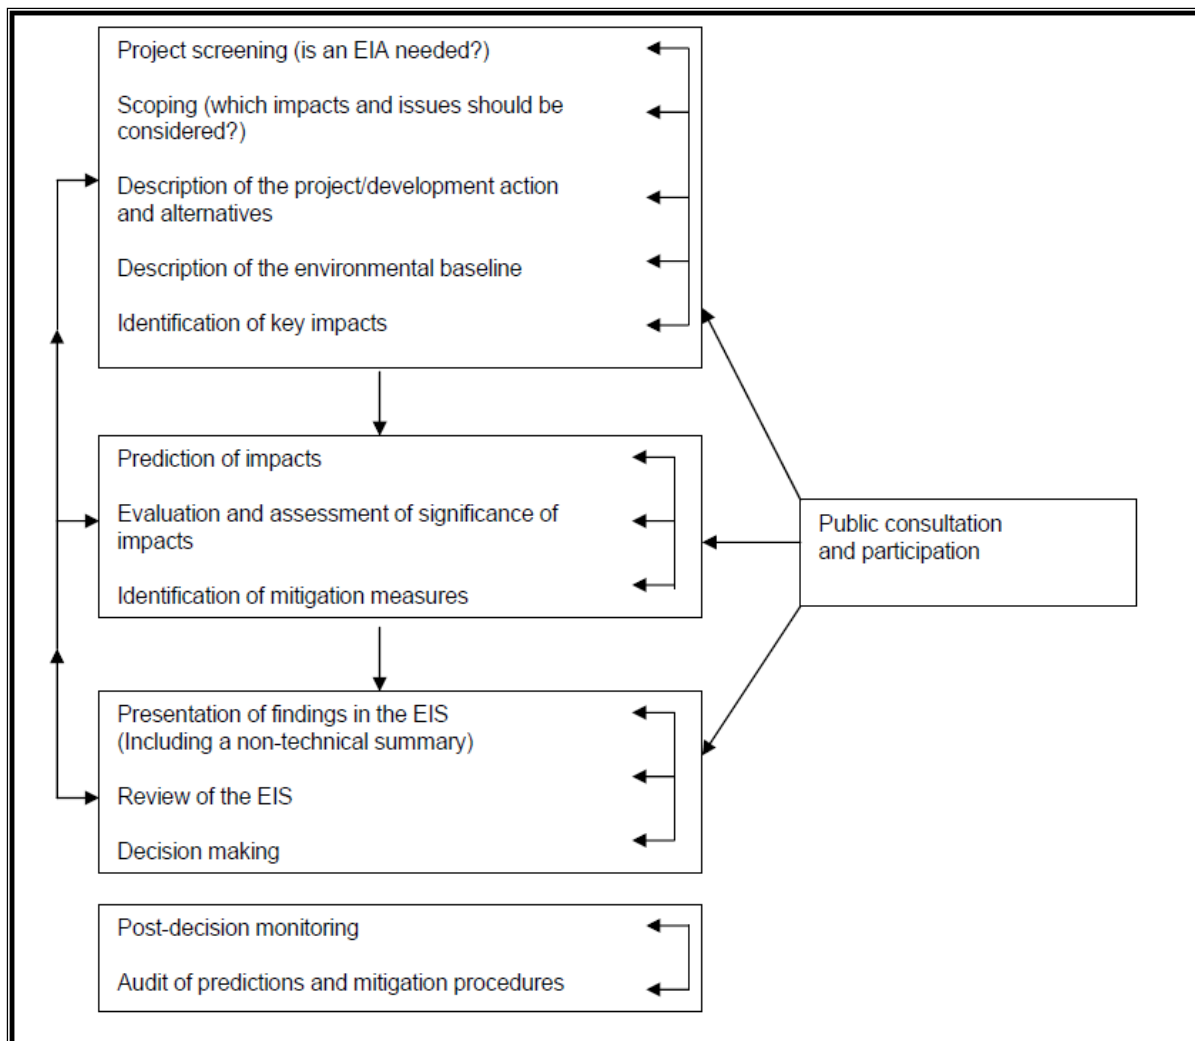 Project screening (is an EIA needed?)
Scoping (which impacts and issues should be
considered?)
Description of the project/development action
and alternatives
Description of the environmental baseline
Identification of key impacts
Prediction of impacts
Evaluation and assessment of significance of
impacts
Identification of mitigation measures
Public consultation
and participation
Presentation of findings in the EIS
(Including a non-technical summary)
Review of the EIS
Decision making
Post-decision monitoring
Audit of predictions and mitigation procedures